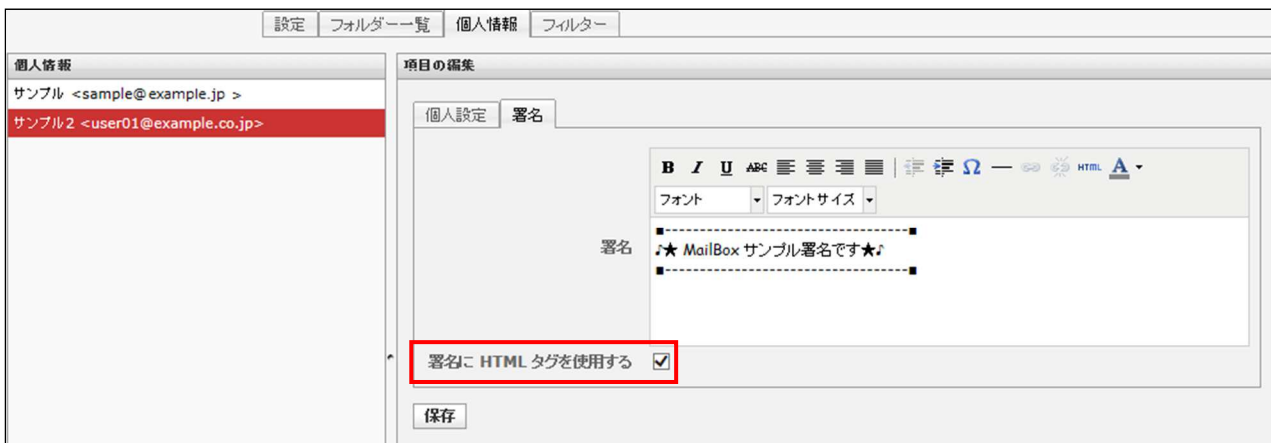 設定 フォルダー一覧 個人情報 フィルター
個人情報
サンプル <sample@example.jp >
サンプル2 <user01@example.co.jp>
項目の編集
個人設定 署名
B I U ABC Ω HTML A
フォント フォントサイズ
署名
■----------------------------------■
♪★ MailBox サンプル署名です★♪
■----------------------------------■
署名に HTML タグを使用する
保存